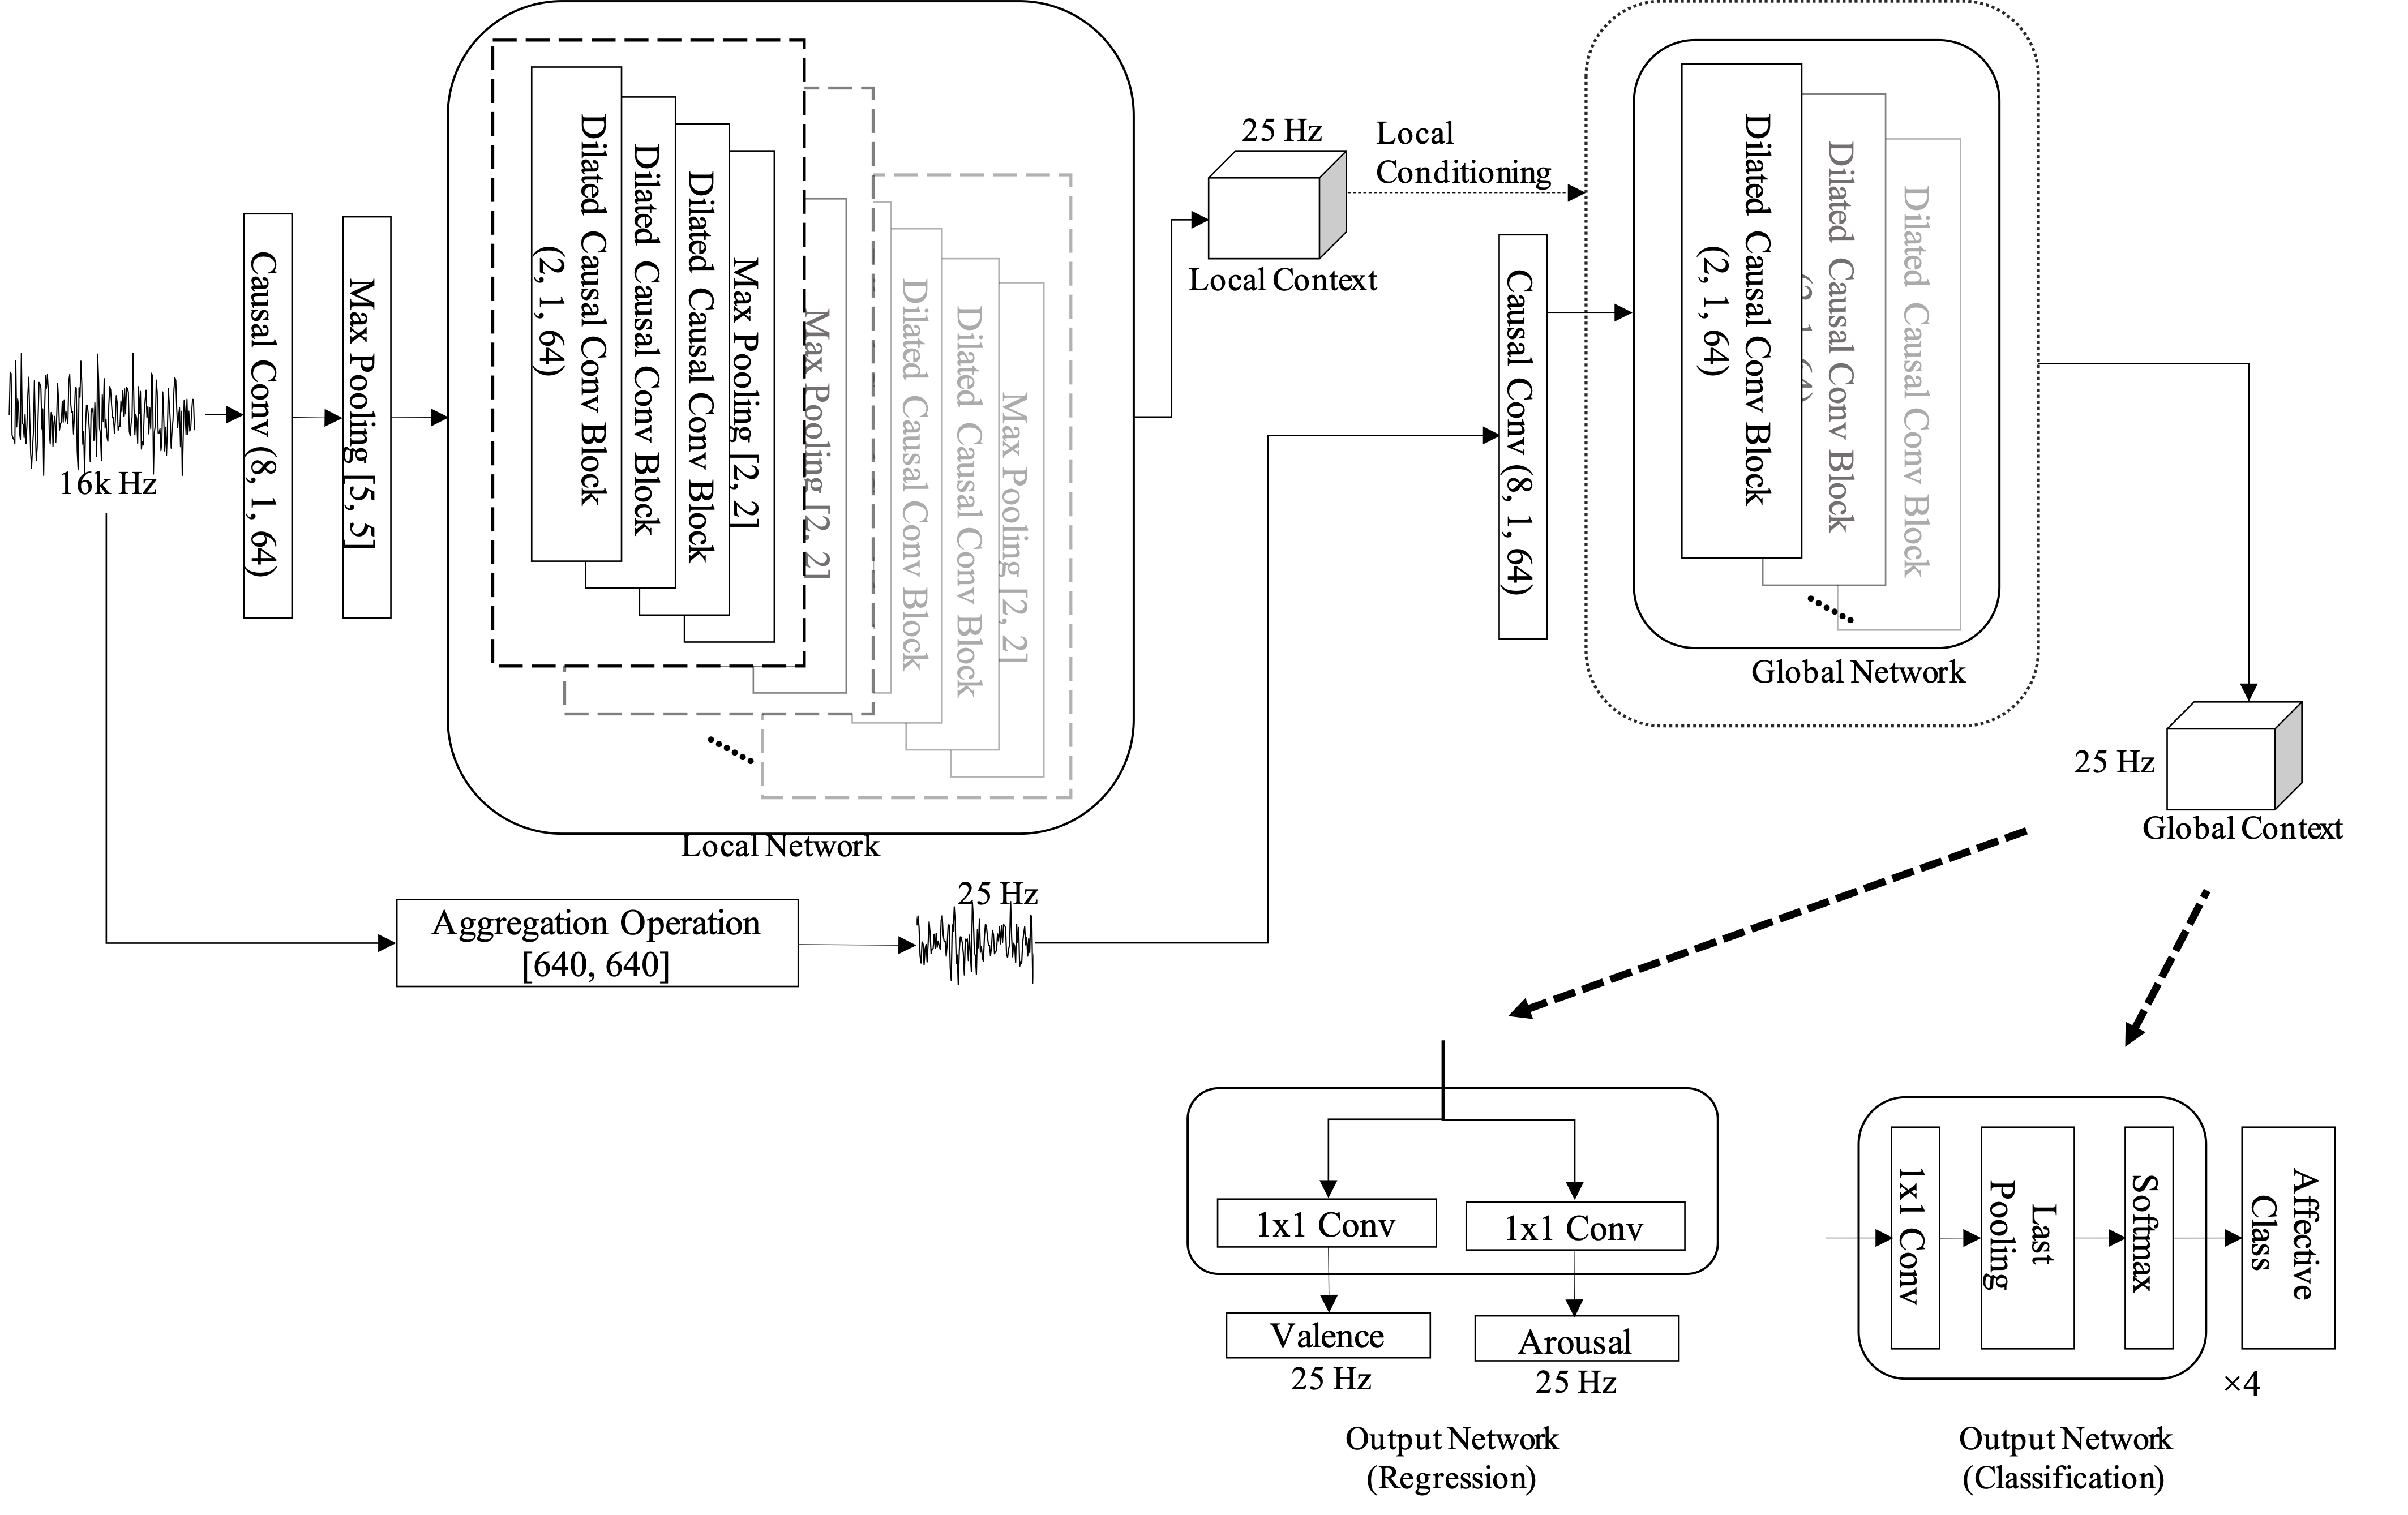 16k Hz
Causal Conv (8, 1, 64)
Max Pooling [5, 5]
Dilated Causal Conv Block
(2, 1, 64)
Dilated Causal Conv Block
Dilated Causal Conv Block
Max Pooling [2, 2]
Max Pooling [2, 2]
Dilated Causal Conv Block
Dilated Causal Conv Block
Max Pooling [2, 2]
Local Network
Aggregation Operation
[640, 640]
25 Hz
25 Hz
Local Context
Local
Conditioning
Causal Conv (8, 1, 64)
Dilated Causal Conv Block
(2, 1, 64)
Dilated Causal Conv Block
Dilated Causal Conv Block
Global Network
25 Hz
Global Context
1x1 Conv
1x1 Conv
Valence
25 Hz
Arousal
25 Hz
Output Network
(Regression)
1x1 Conv
Last
Pooling
Softmax
Affective
Class
×4
Output Network
(Classification)